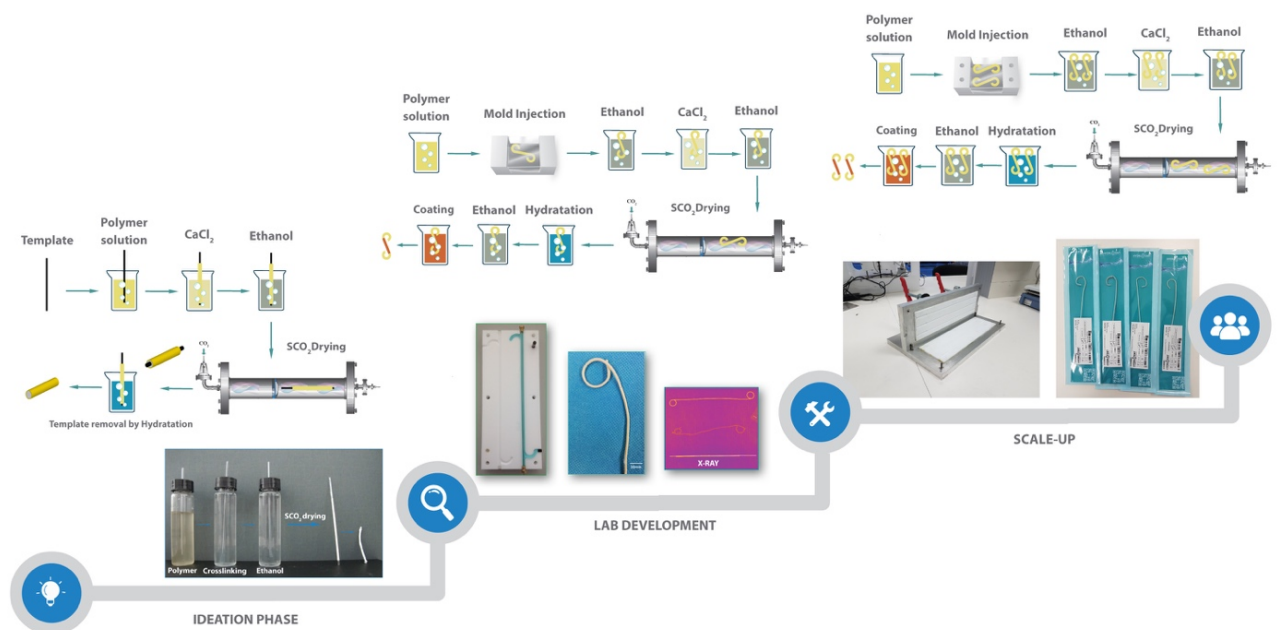 Polymer
solution
Mold Injection
Ethanol
CaCl₂
Ethanol
SCO₂Drying
CO₂
Coating
Ethanol
Hydratation
Polymer
solution
Mold Injection
Ethanol
CaCl₂
Ethanol
SCO₂Drying
CO₂
Coating
Ethanol
Hydratation
Template
Polymer
solution
CaCl₂
Ethanol
SCO₂Drying
CO₂
Template removal by Hydratation
X-RAY
SCALE-UP
SCO₂drying
Polymer
Crosslinking
Ethanol
LAB DEVELOPMENT
IDEATION PHASE